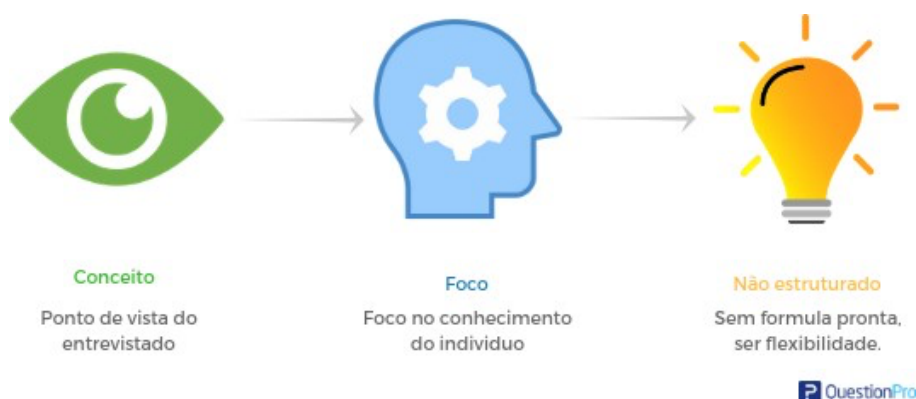 Conceito
Ponto de vista do
entrevistado
Foco
Foco no conhecimento
do individuo
Não estruturado
Sem formula pronta,
ser flexibilidade.
QuestionPro